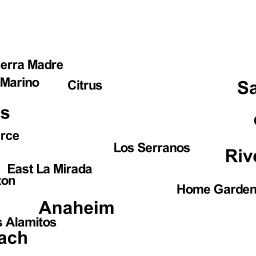 erra Madre
Marino
Citrus
Sa
s
rce
Los Serranos
Rive
East La Mirada
ton
Home Garden
Anaheim
s Alamitos
ach